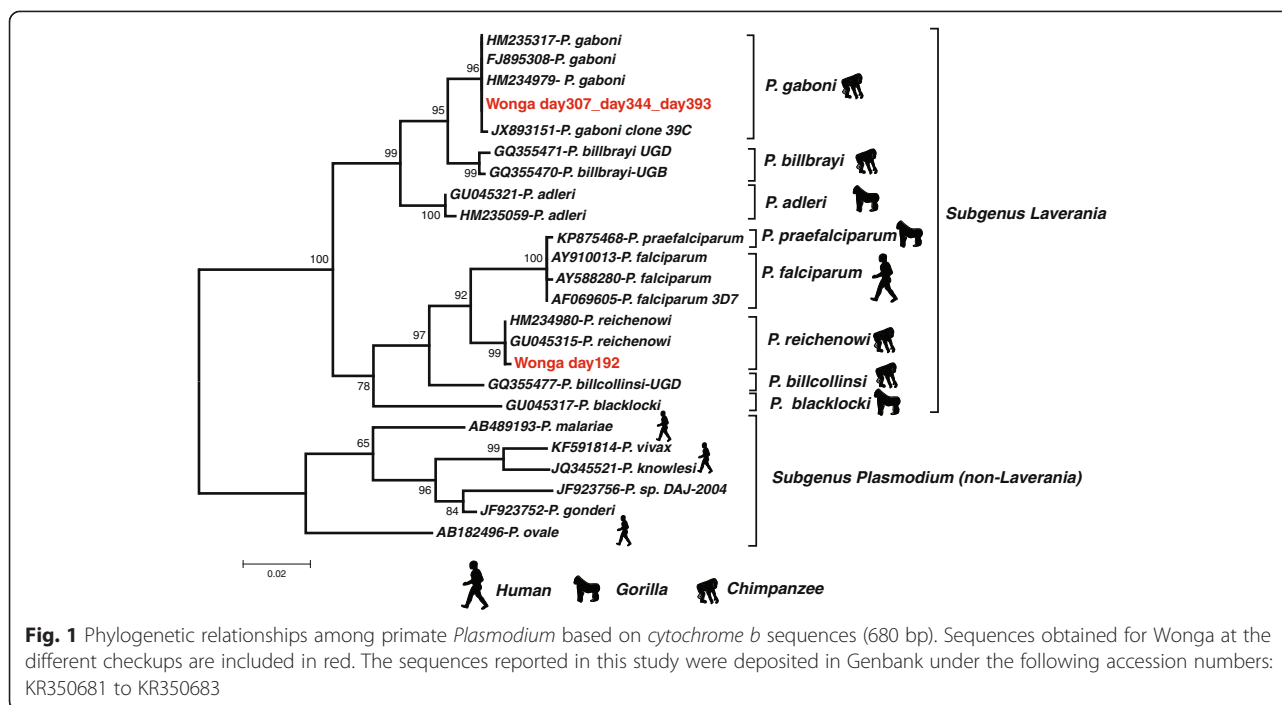 HM235317-P. gaboni
FJ895308-P. gaboni
96
HM234979- P. gaboni
P. gaboni
Wonga day307_day344_day393
95
JX893151-P. gaboni clone 39C
GQ355471-P. billbrayi UGD
99
P. billbrayi
99
GQ355470-P. billbrayi-UGB
GU045321-P. adleri
P. adleri
100
HM235059-P. adleri
Subgenus Laverania
KP875468-P. praefalciparum
P. praefalciparum
100
AY910013-P. falciparum
100
P. falciparum
AY588280-P. falciparum
92
AF069605-P. falciparum 3D7
HM234980-P. reichenowi
97
GU045315-P. reichenowi
P. reichenowi
99
Wonga day192
GQ355477-P. billcollinsi-UGD
P. billcollinsi
78
GU045317-P. blacklocki
P. blacklocki
AB489193-P. malariae
65
KF591814-P. vivax
99
JQ345521-P. knowlesi
Subgenus Plasmodium (non-Laverania)
96
JF923756-P. sp. DAJ-2004
84
JF923752-P. gonderi
AB182496-P. ovale
0.02
Human
Gorilla
Chimpanzee
Fig. 1 Phylogenetic relationships among primate Plasmodium based on cytochrome b sequences (680 bp). Sequences obtained for Wonga at the
different checkups are included in red. The sequences reported in this study were deposited in Genbank under the following accession numbers:
KR350681 to KR350683